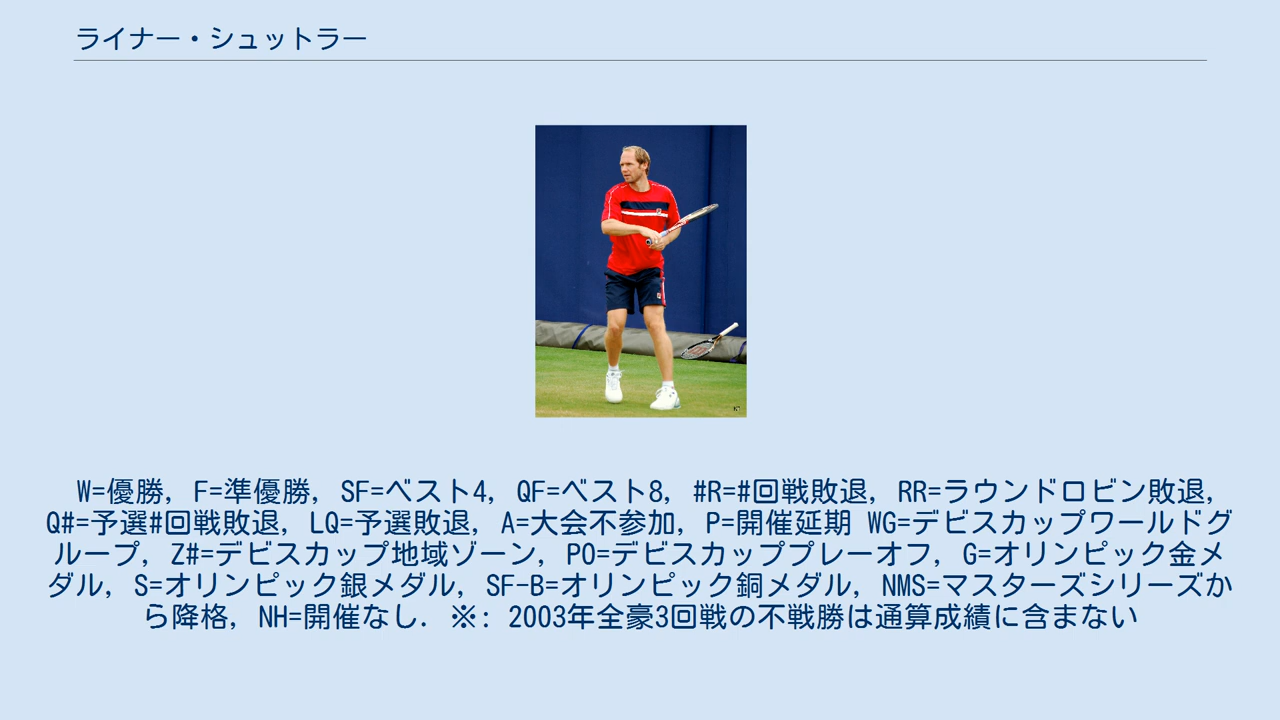 ライナー・シュットラー
W=優勝, F=準優勝, SF=ベスト4, QF=ベスト8, #R=#回戦敗退, RR=ラウンドロビン敗退,
Q#=予選#回戦敗退, LQ=予選敗退, A=大会不参加, P=開催延期 WG=デビスカップワールドグ
ループ, Z#=デビスカップ地域ゾーン, PO=デビスカッププレーオフ, G=オリンピック金メ
ダル, S=オリンピック銀メダル, SF-B=オリンピック銅メダル, NMS=マスターズシリーズか
ら降格, NH=開催なし. ※: 2003年全豪3回戦の不戦勝は通算成績に含まない